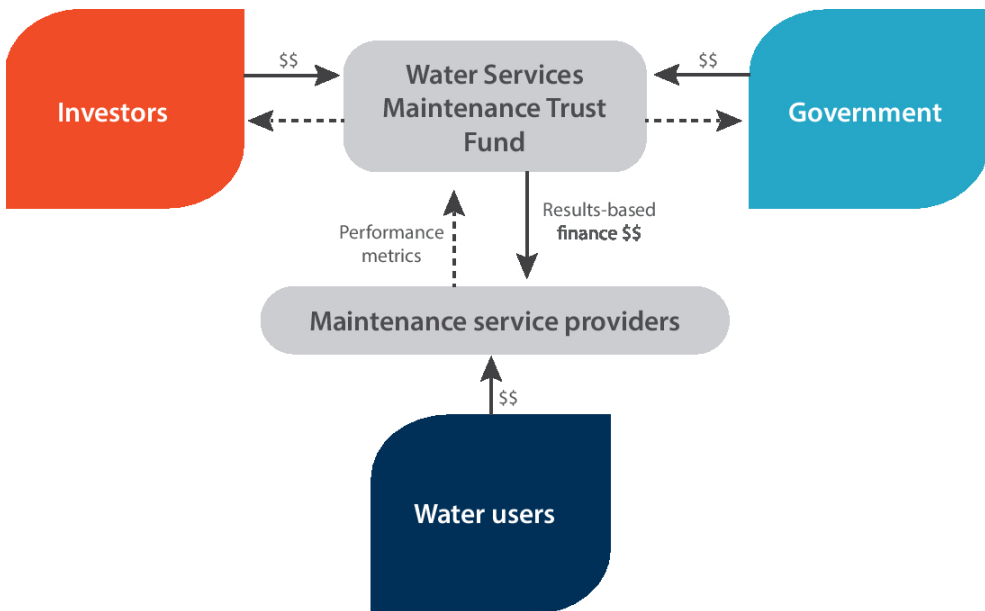 $$
$$
Water Services
Maintenance Trust
Fund
Investors
Government
Results-based
finance $$
Performance
metrics
Maintenance service providers
$$
Water users